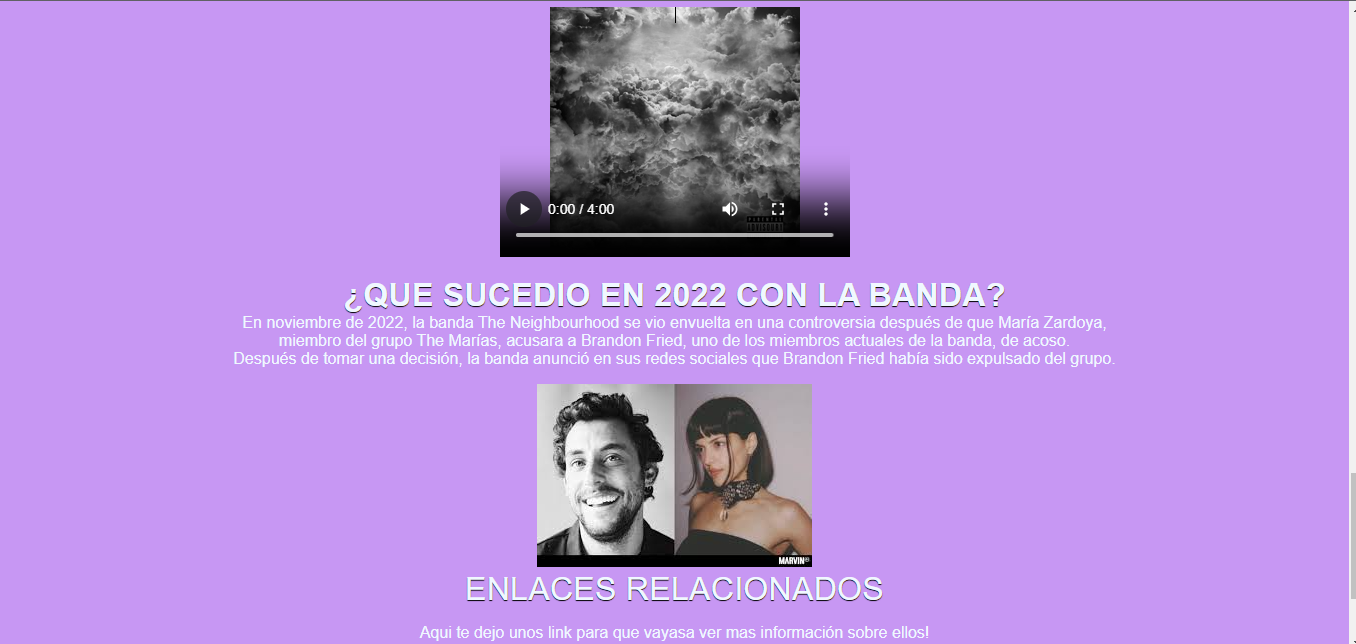 PARENTAL
ADVISORY
0:00 / 4:00
¿QUE SUCEDIO EN 2022 CON LA BANDA?
En noviembre de 2022, la banda The Neighbourhood se vio envuelta en una controversia después de que María Zardoya,
miembro del grupo The Marías, acusara a Brandon Fried, uno de los miembros actuales de la banda, de acoso.
Después de tomar una decisión, la banda anunció en sus redes sociales que Brandon Fried había sido expulsado del grupo.
MARVIN
ENLACES RELACIONADOS
Aqui te dejo unos link para que vayasa ver mas información sobre ellos!